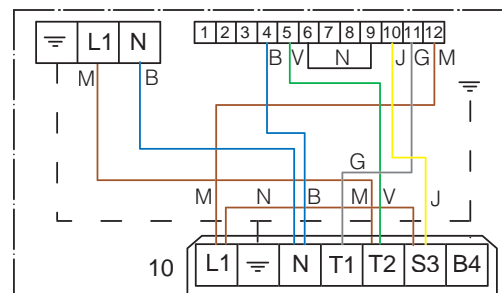 L1 N
1 2 3 4 5 6 7 8 9 10 11 12
N
M B B V J G M
G
M N B M V J
10 L1 N T1 T2 S3 B4